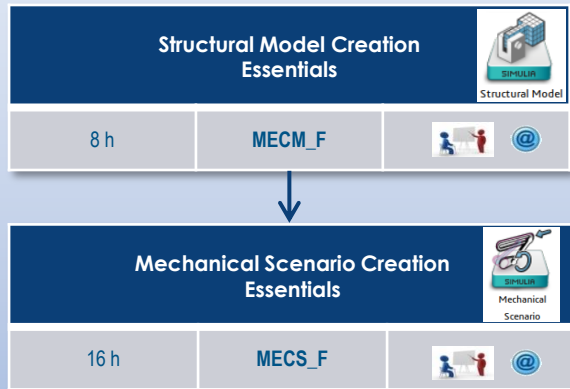 Structural Model Creation
Essentials
SIMULIA
Structural Model
8 h
MECM_F
@
Mechanical Scenario Creation
Essentials
SIMULIA
Mechanical
Scenario
16 h
MECS_F
@